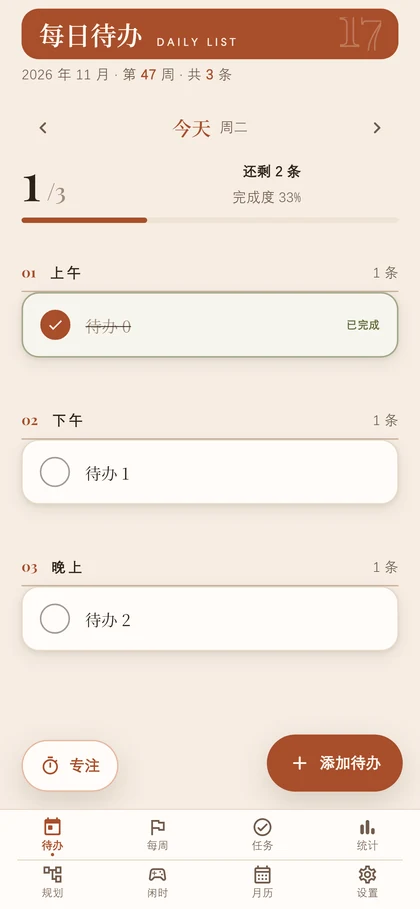 每日待办 DAILY LIST 17
2026 年 11 月 · 第 47 周 · 共 3 条
今天 周二
还剩 2 条
1 /3
完成度 33%
01 上午 1 条
待办 0 已完成
02 下午 1 条
待办 1
03 晚上 1 条
待办 2
专注 添加待办
待办 每周 任务 统计
规划 闲时 月历 设置